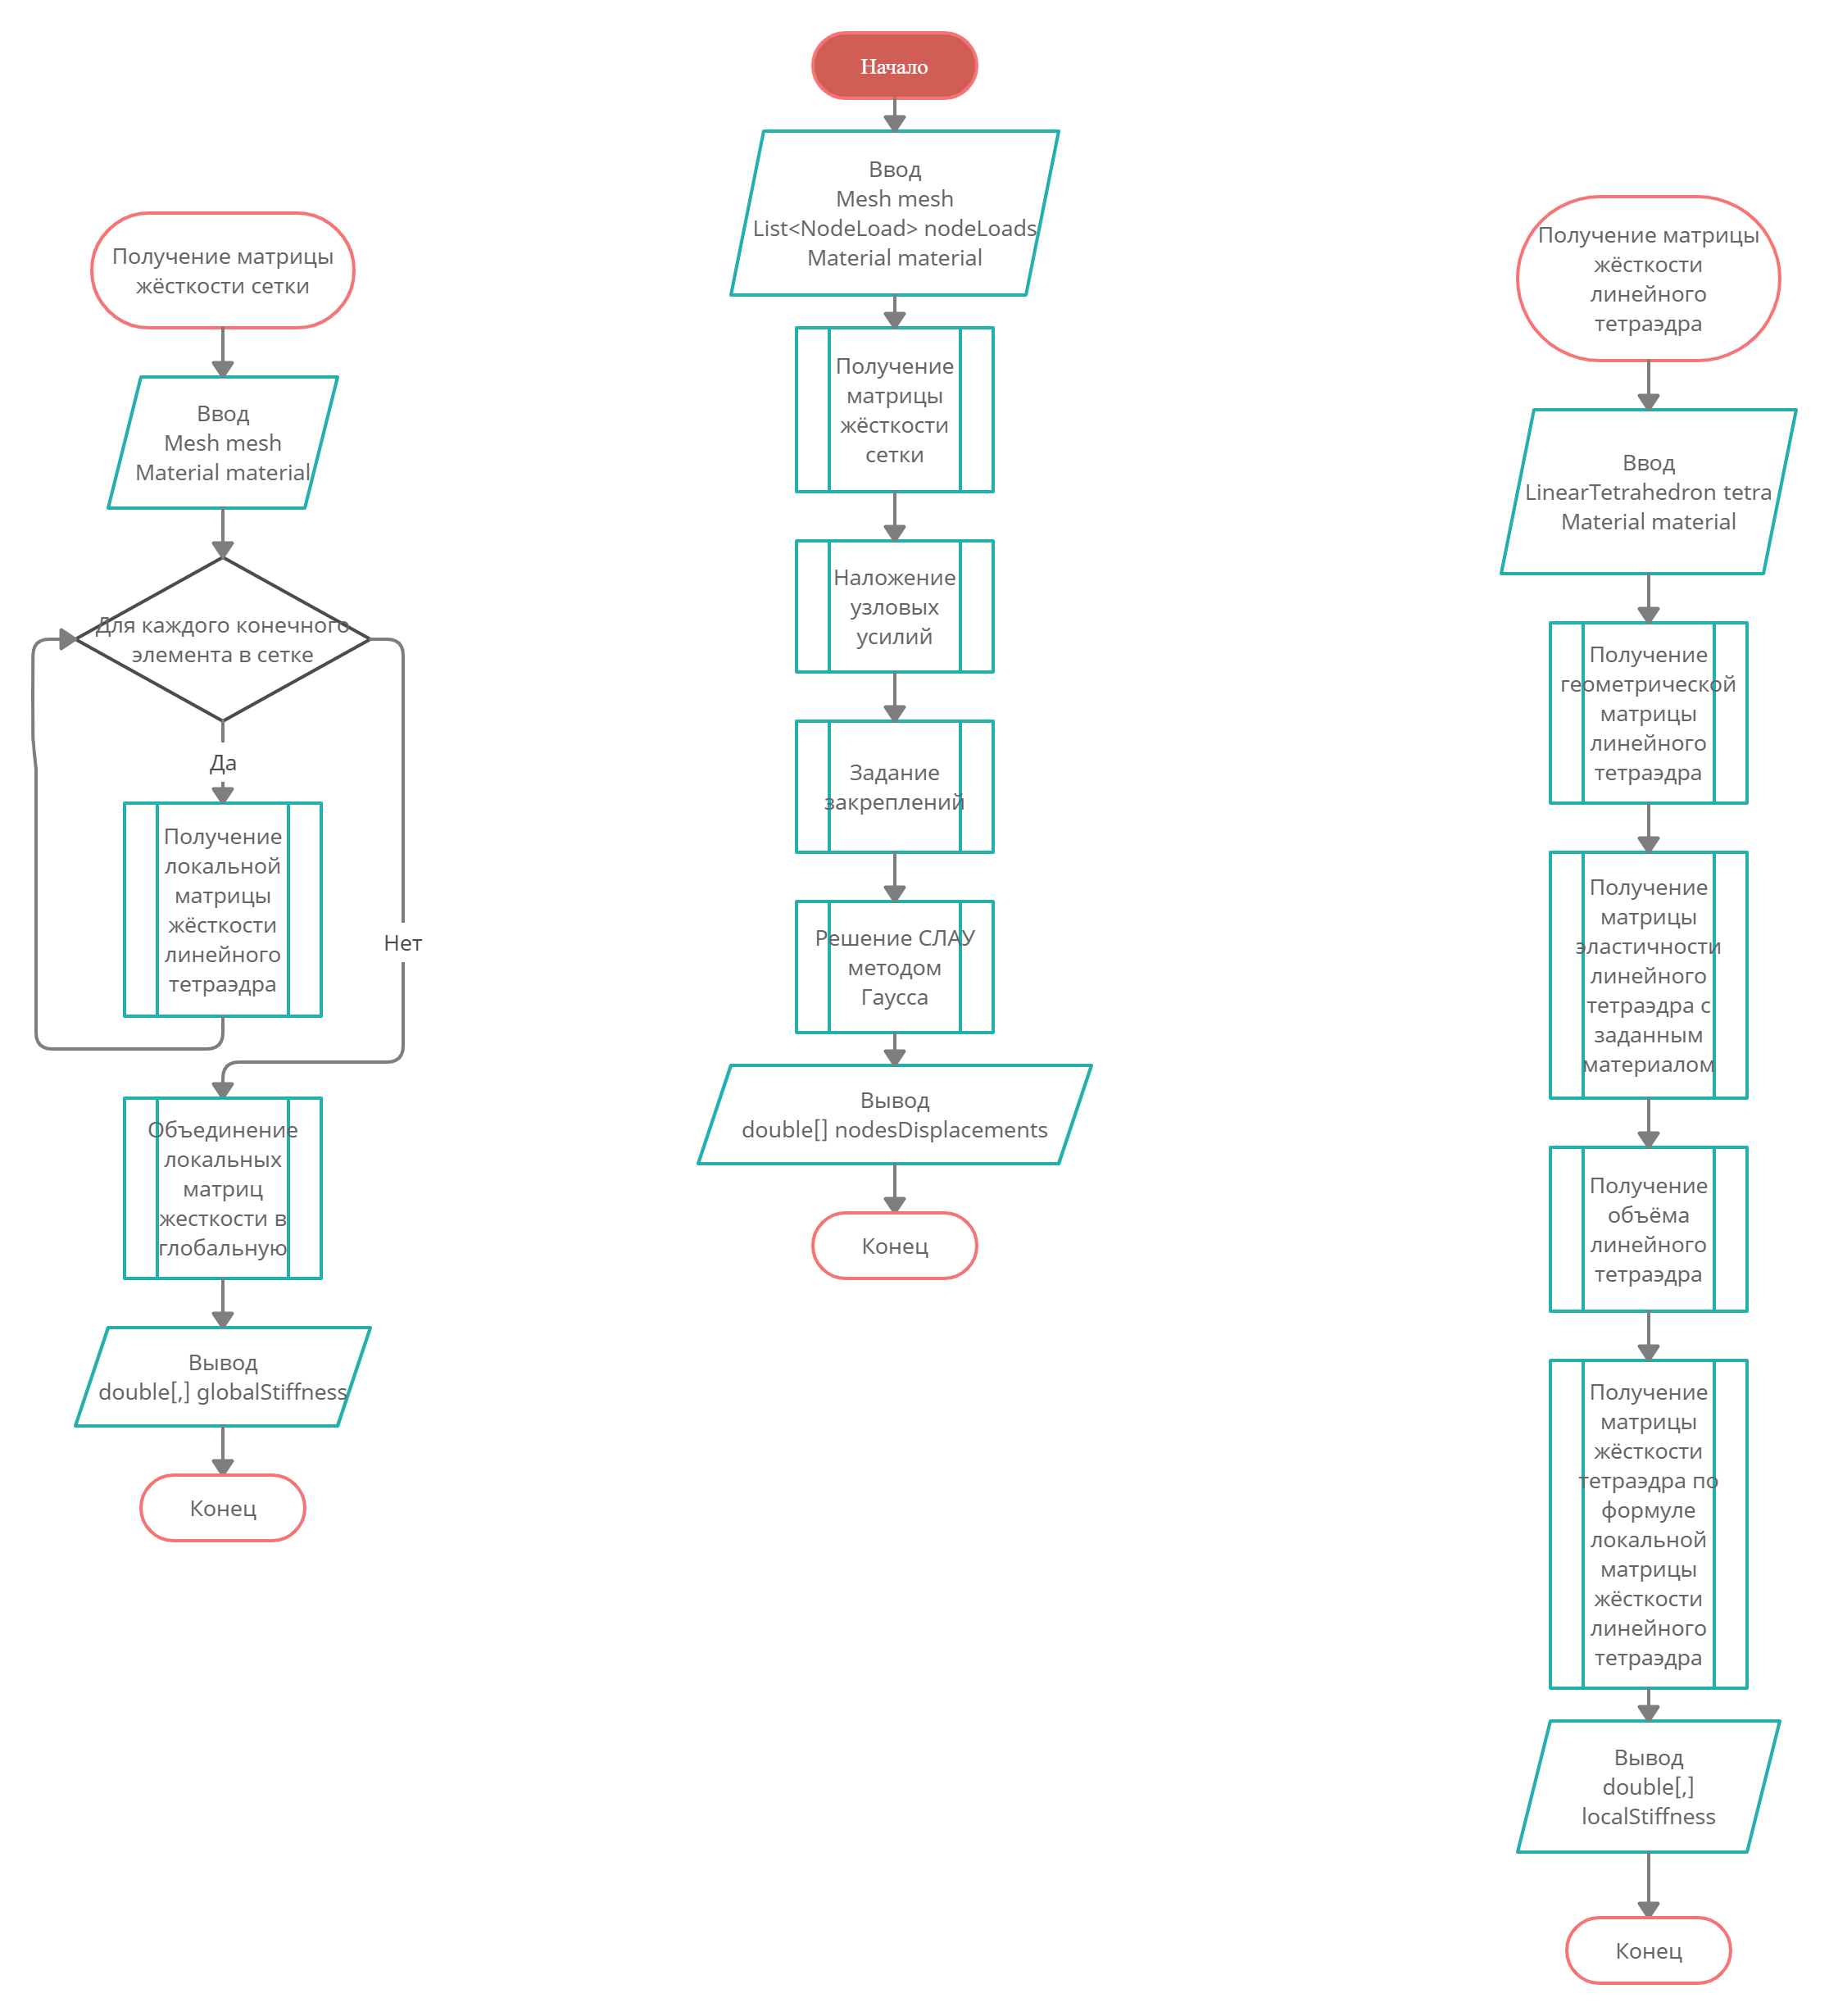 Получение матрицы
жёсткости сетки
Ввод
Mesh mesh
Material material
Для каждого конечного
элемента в сетке
Да
Получение
локальной
матрицы
жёсткости
линейного
тетраэдра
Нет
Объединение
локальных
матриц
жесткости в
глобальную
Вывод
double[,] globalStiffness
Конец
Начало
Ввод
Mesh mesh
List<NodeLoad> nodeLoads
Material material
Получение
матрицы
жёсткости
сетки
Наложение
узловых
усилий
Задание
закреплений
Решение СЛАУ
методом
Гаусса
Вывод
double[] nodesDisplacements
Конец
Получение матрицы
жёсткости
линейного
тетраэдра
Ввод
LinearTetrahedron tetra
Material material
Получение
геометрической
матрицы
линейного
тетраэдра
Получение
матрицы
эластичности
линейного
тетраэдра с
заданным
материалом
Получение
объёма
линейного
тетраэдра
Получение
матрицы
жёсткости
тетраэдра по
формуле
локальной
матрицы
жёсткости
линейного
тетраэдра
Вывод
double[,]
localStiffness
Конец